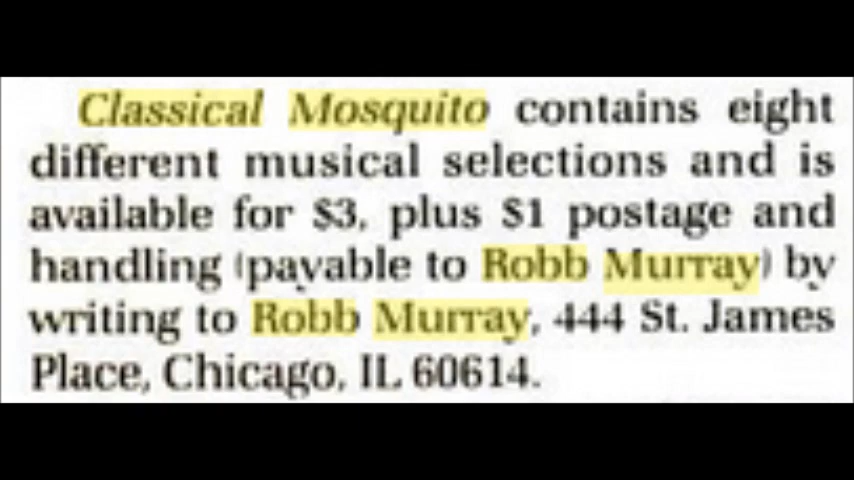 Classical Mosquito contains eight
different musical selections and is
available for $3, plus $1 postage and
handling (payable to Robb Murray) by
writing to Robb Murray, 444 St. James
Place, Chicago, IL 60614.